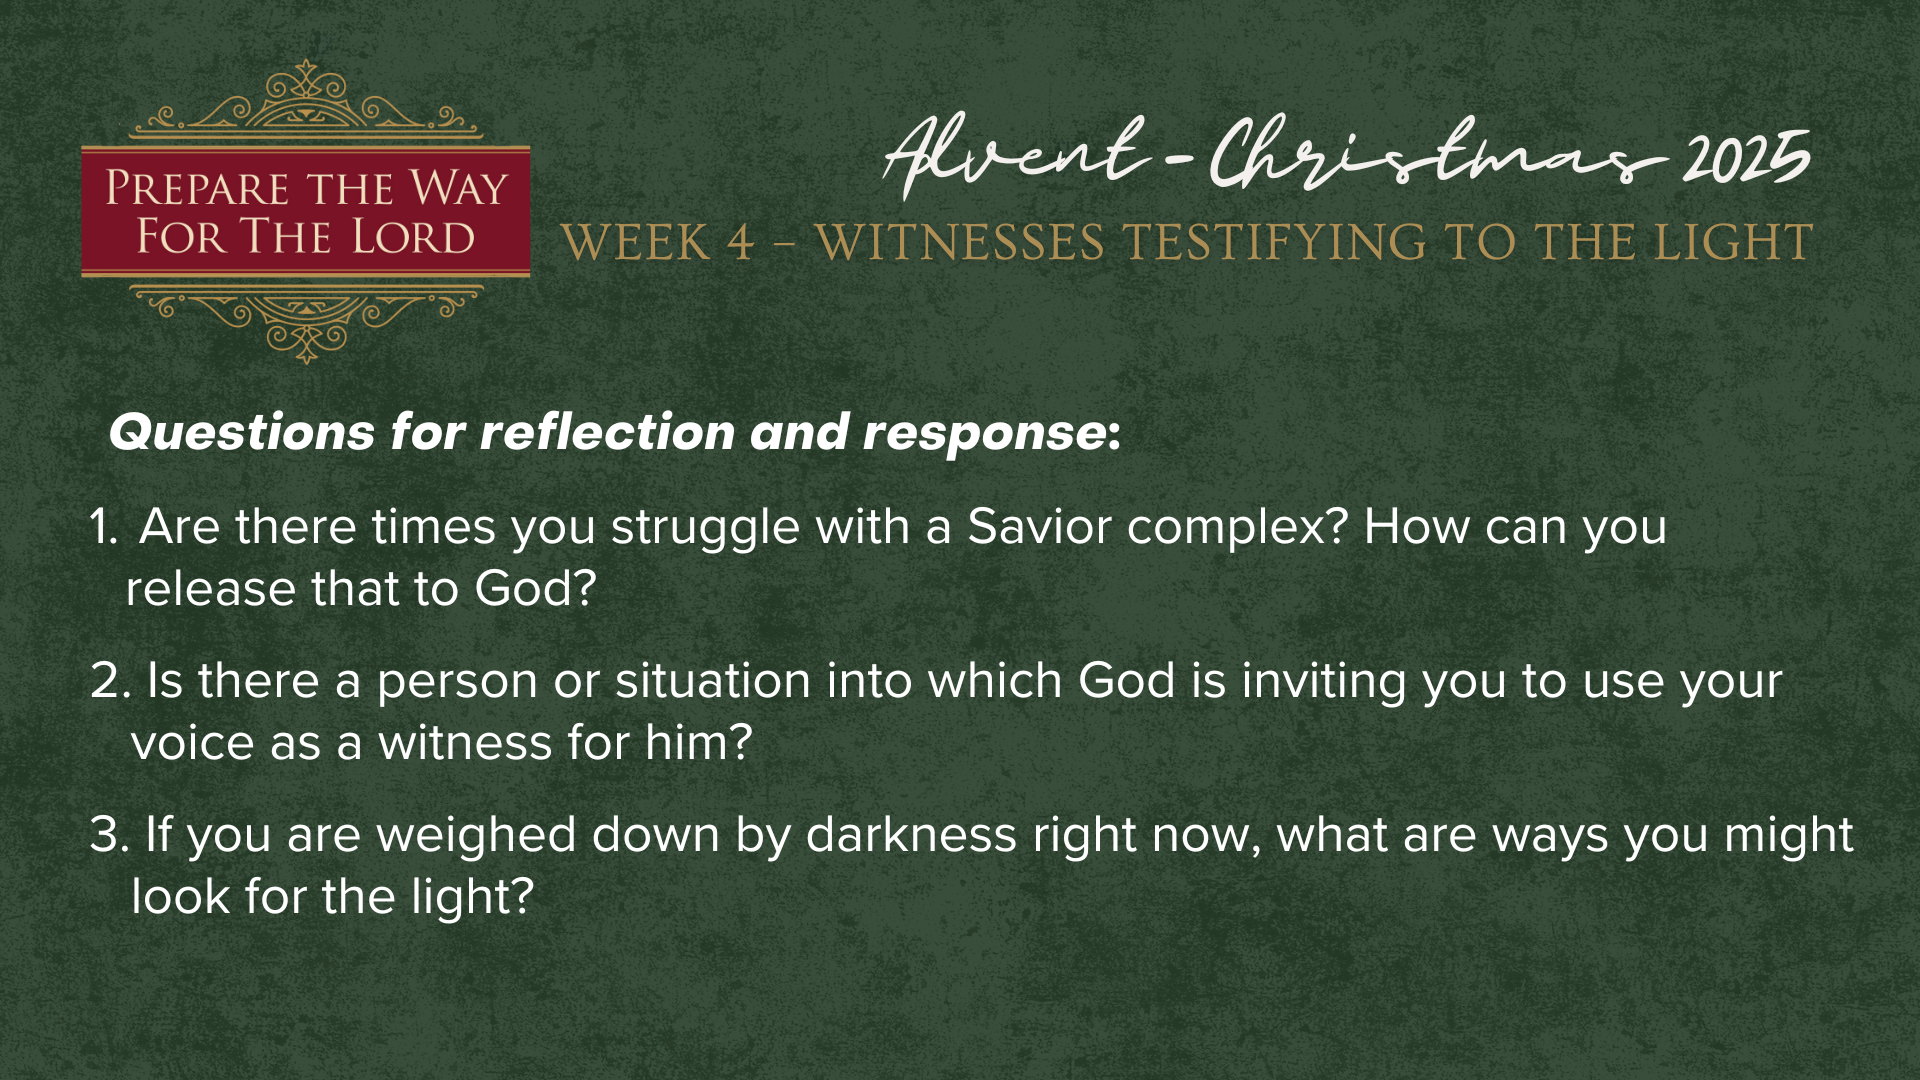 PREPARE THE WAY
FOR THE LORD
Advent - Christmas 2025
WEEK 4 – WITNESSES TESTIFYING TO THE LIGHT
Questions for reflection and response:
1. Are there times you struggle with a Savior complex? How can you
release that to God?
2. Is there a person or situation into which God is inviting you to use your
voice as a witness for him?
3. If you are weighed down by darkness right now, what are ways you might
look for the light?